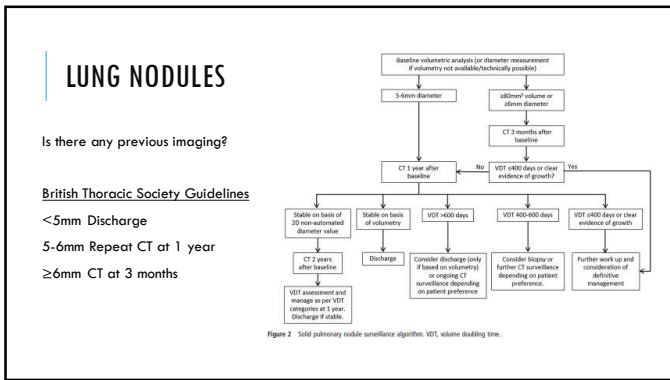 LUNG NODULES
Is there any previous imaging?
British Thoracic Society Guidelines
<5mm Discharge
5-6mm Repeat CT at 1 year
≥6mm CT at 3 months
Baseline volumetric analysis (or diameter measurement
if volumetry not available/technically possible)
5-6mm diameter
≥80mm³ volume or
≥6mm diameter
CT 3 months after
baseline
CT 1 year after
baseline
No
VDT ≤400 days or clear
evidence of growth?
Yes
Stable on basis of
2D non-automated
diameter value
Stable on basis
of volumetry
VDT >600 days
VDT 400-600 days
VDT ≤400 days or clear
evidence of growth
CT 2 years
after baseline
Discharge
Consider discharge (only
if based on volumetry)
or ongoing CT
surveillance depending
on patient preference
Consider biopsy or
further CT surveillance
depending on patient
preference.
Further work up and
consideration of
definitive
management
VDT assessment and
manage as per VDT
categories at 1 year.
Discharge if stable.
Figure 2 Solid pulmonary nodule surveillance algorithm. VDT, volume doubling time.